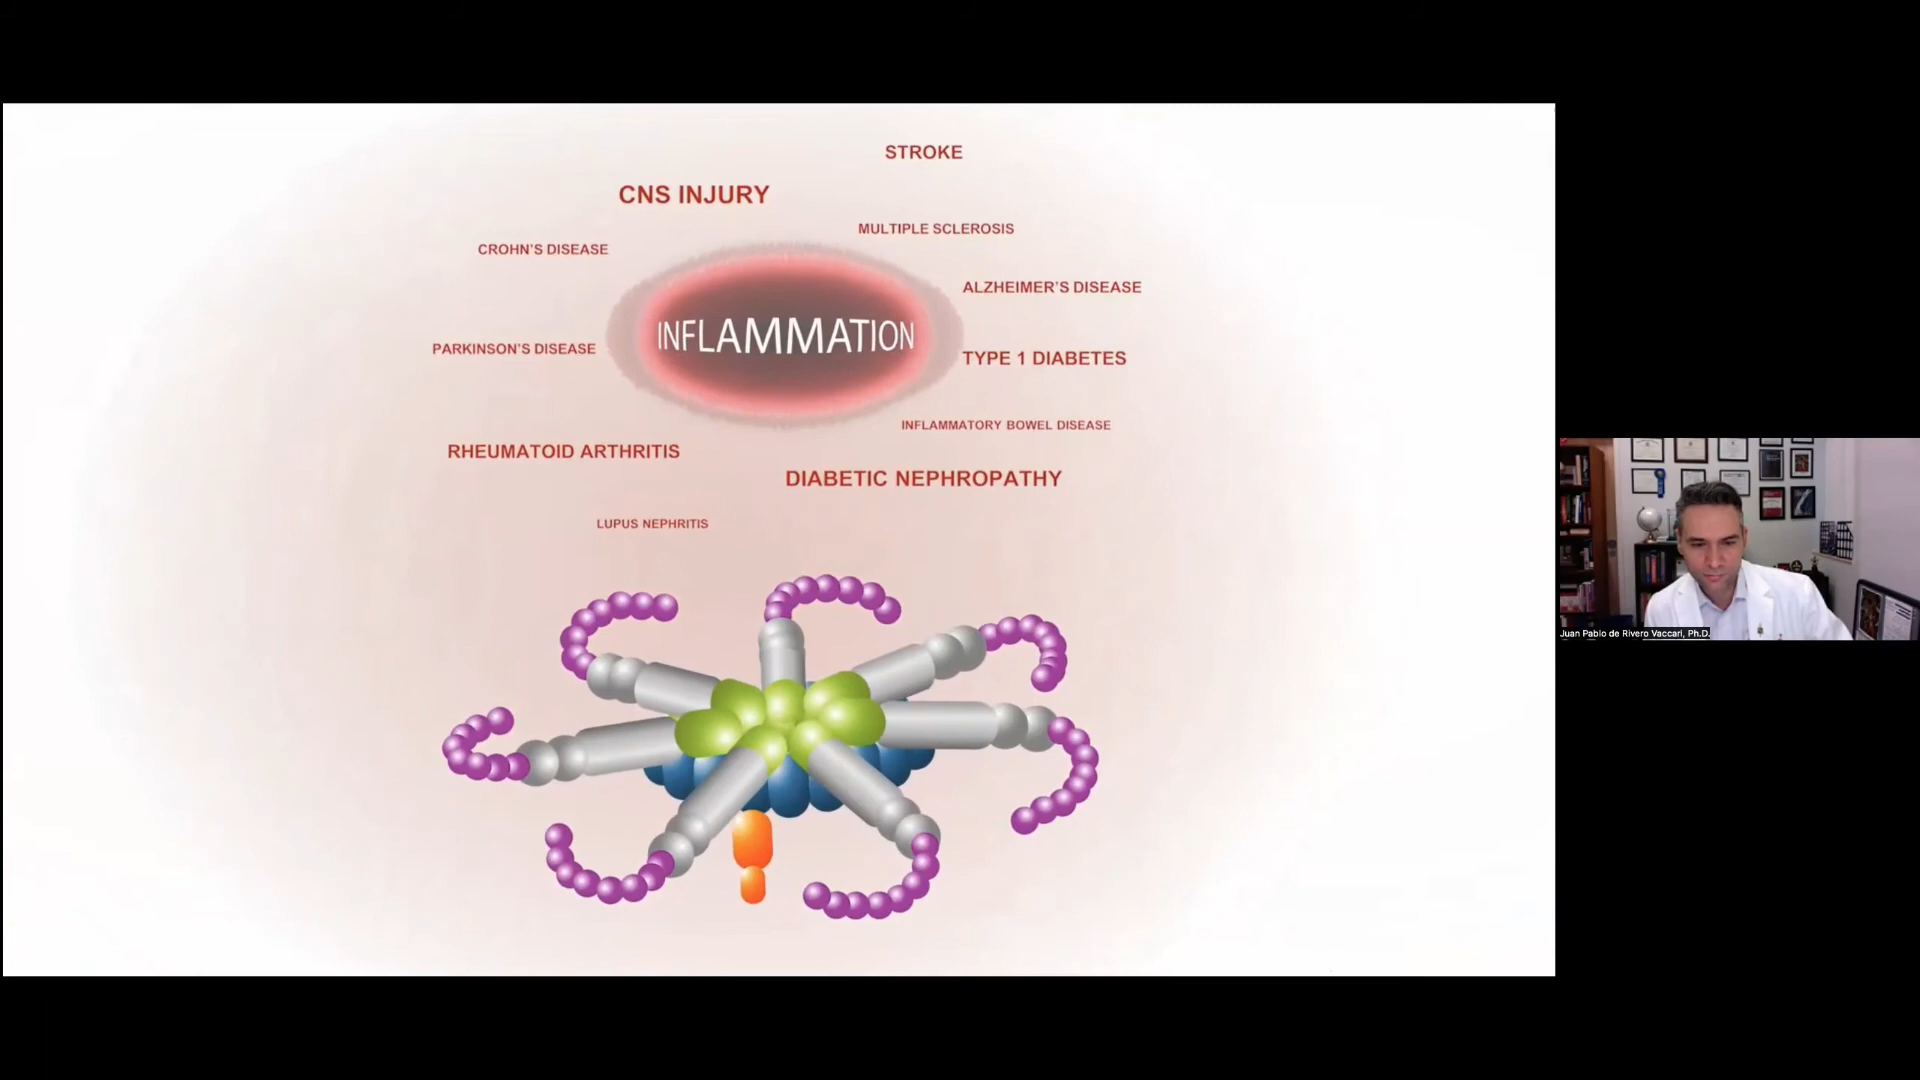 STROKE
CNS INJURY
MULTIPLE SCLEROSIS
CROHN'S DISEASE
ALZHEIMER'S DISEASE
INFLAMMATION
PARKINSON'S DISEASE
TYPE 1 DIABETES
INFLAMMATORY BOWEL DISEASE
RHEUMATOID ARTHRITIS
DIABETIC NEPHROPATHY
LUPUS NEPHRITIS
Juan Pablo de Rivero Vaccari, Ph.D.